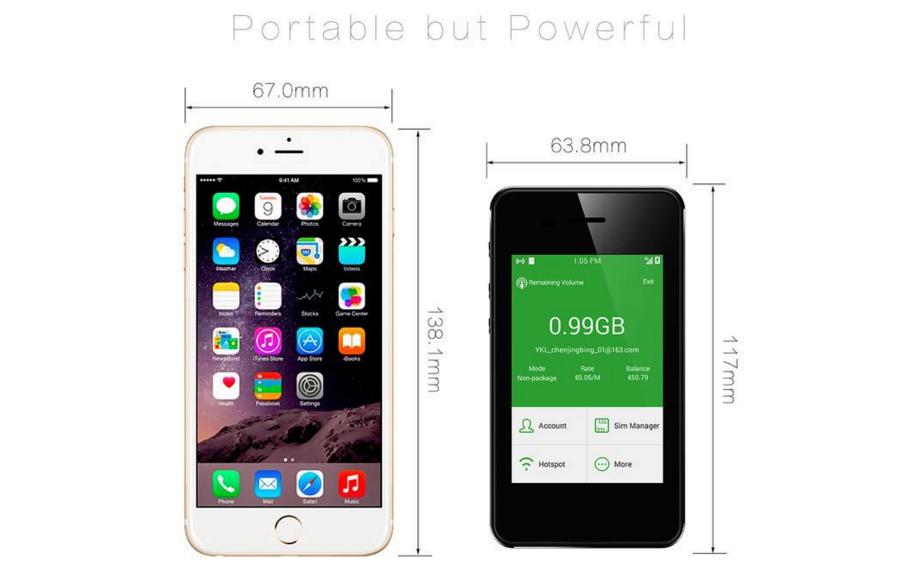 Portable but Powerful
67.0mm
138.1mm
9:41 AM 100%
Tuesday
9
Messages Calendar Photos Camera
Weather Clock Maps Videos
Notes Reminders Stocks Game Center
Newsstand iTunes Store App Store iBooks
Health Passbook Settings
Phone Mail Safari Music
63.8mm
117mm
1:05 PM
Remaining Volume Exit
0.99GB
YKL_chenjingbing_01@163.com
Mode Rate Balance
Non-package €0.05/M €50.79
Account Sim Manager
Hotspot More